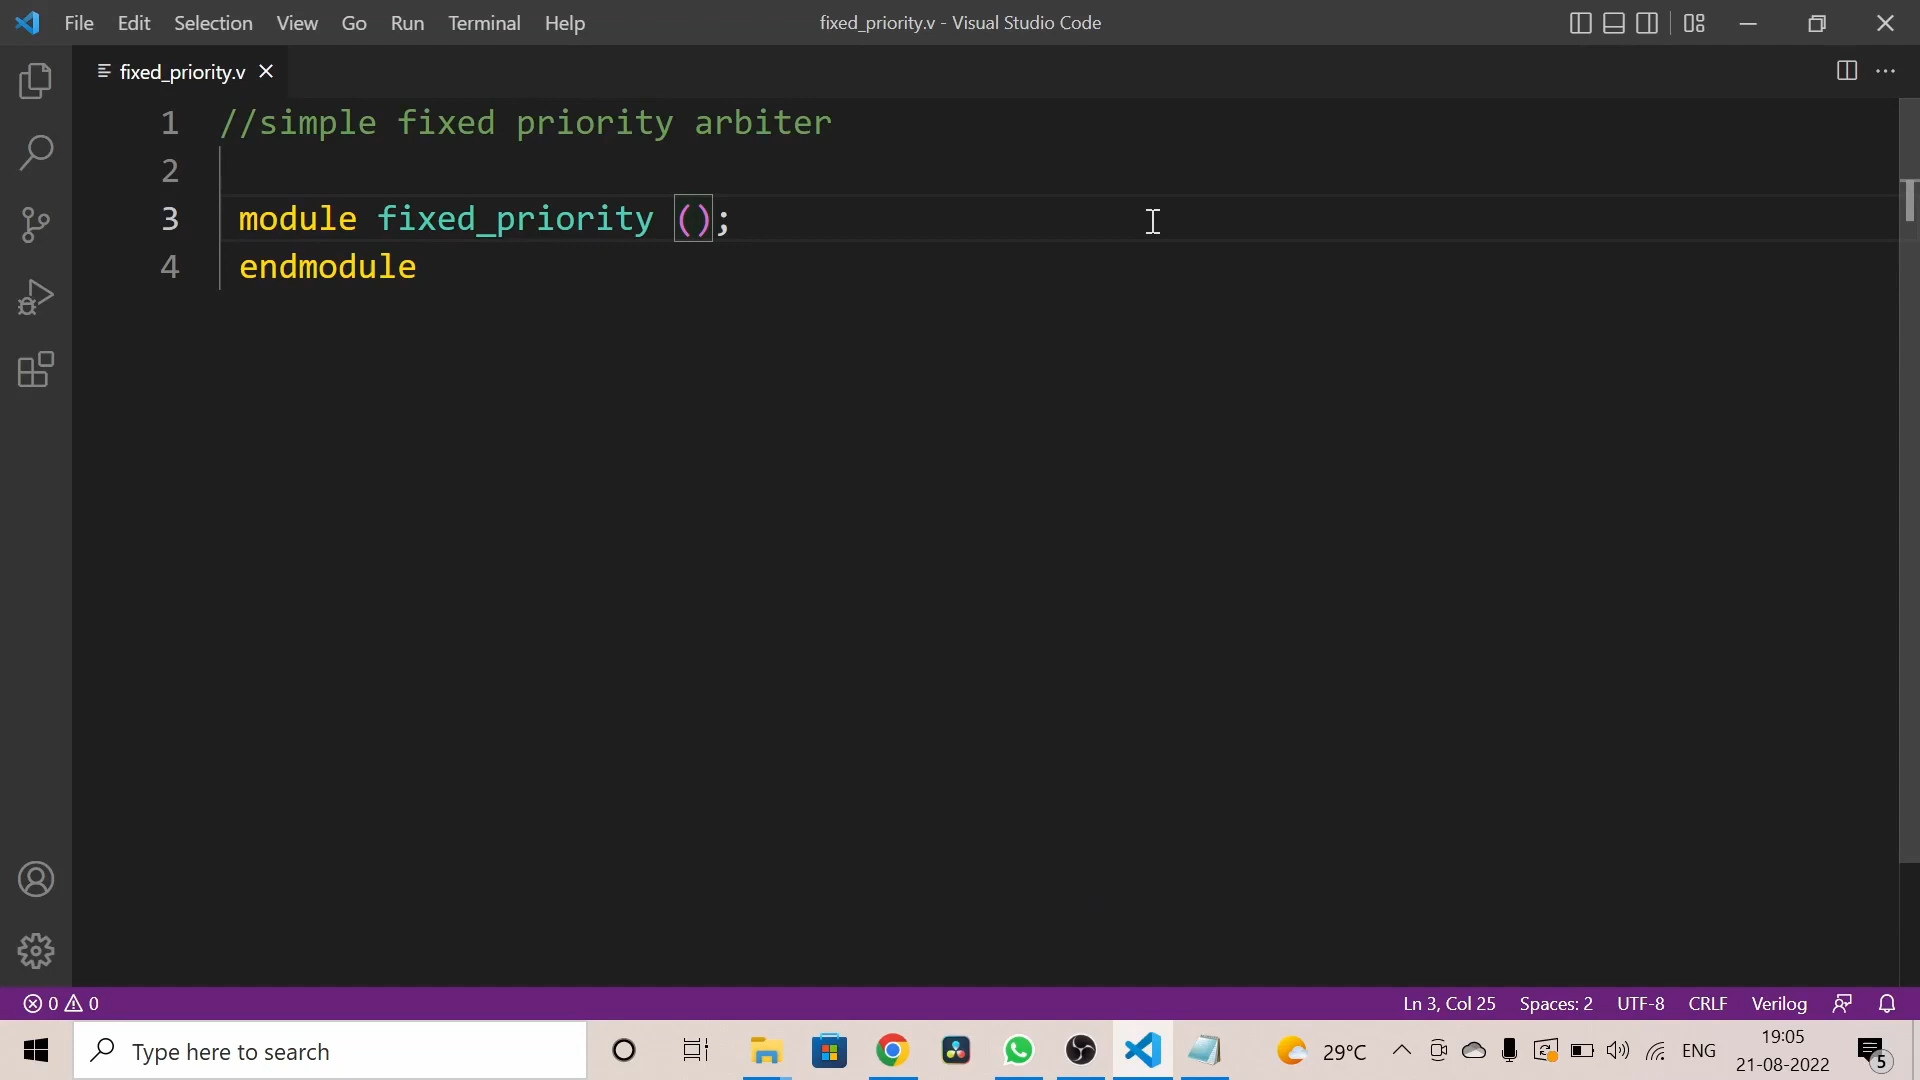 File Edit Selection View Go Run Terminal Help fixed_priority.v - Visual Studio Code
fixed_priority.v
1 //simple fixed priority arbiter
2
3 module fixed_priority ();
4 endmodule
0 0 Ln 3, Col 25 Spaces: 2 UTF-8 CRLF Verilog
Type here to search 29°C ENG 19:05
21-08-2022 5